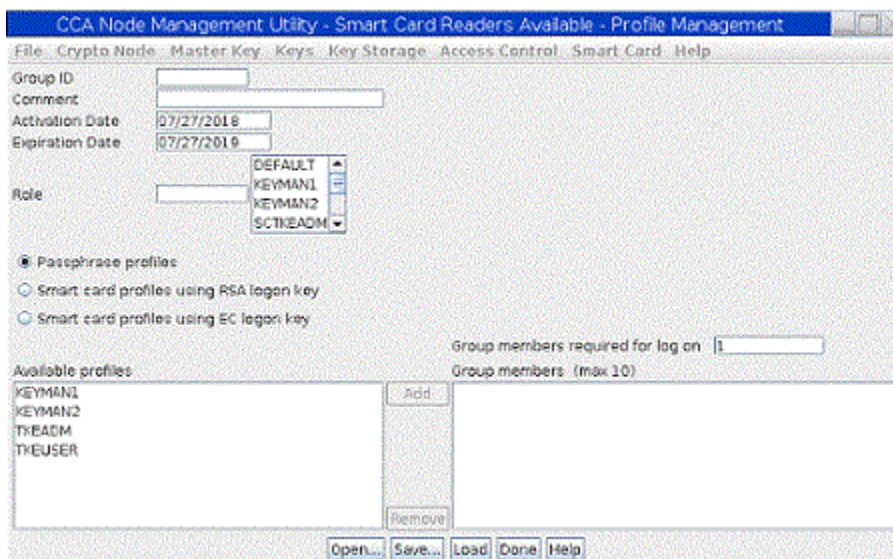 CCA Node Management Utility - Smart Card Readers Available - Profile Management
File Crypto Node Master Key Keys Key Storage Access Control Smart Card Help
Group ID
Comment
Activation Date 07/27/2018
Expiration Date 07/27/2019
Role
DEFAULT
KEYMAN1
KEYMAN2
SCTKEADM
Passphrase profiles
Smart card profiles using RSA logon key
Smart card profiles using EC logon key
Group members required for log on 1
Available profiles
Group members (max 10)
KEYMAN1
KEYMAN2
TKEADM
TKEUSER
Add
Remove
Open... Save... Load Done Help